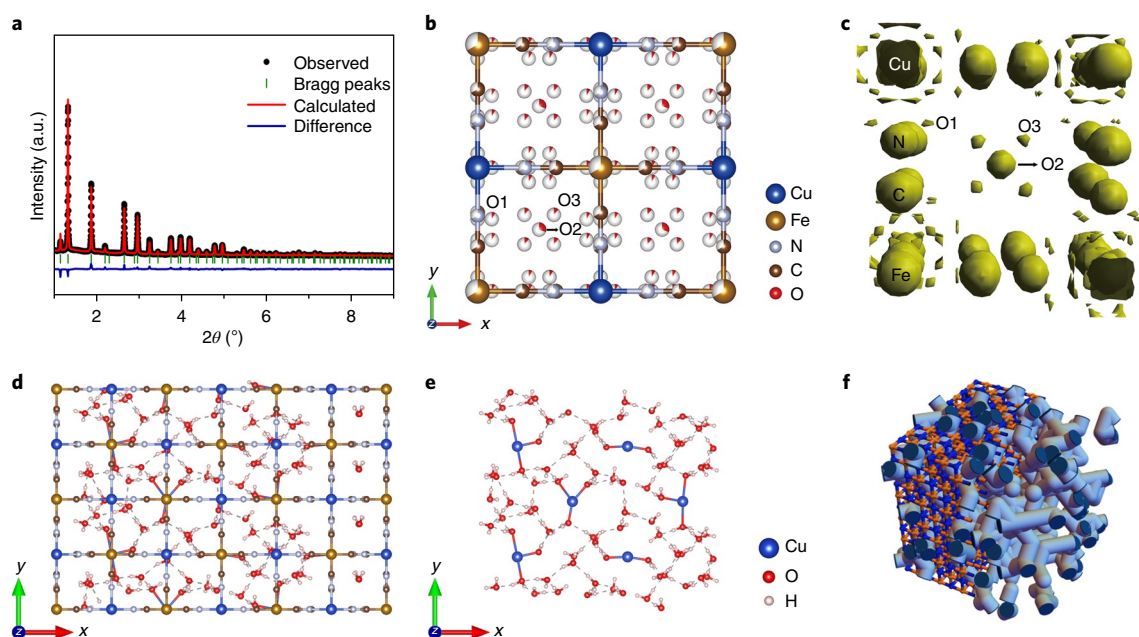 a
Observed
Bragg peaks
Calculated
Difference
Intensity (a.u.)
2 4 6 8
2θ (°)
b
O1
O3
O2
Cu
Fe
N
C
O
y
z
x
c
Cu
O1
O3
N
O2
C
Fe
d
y
z
x
e
Cu
O
H
y
z
x
f